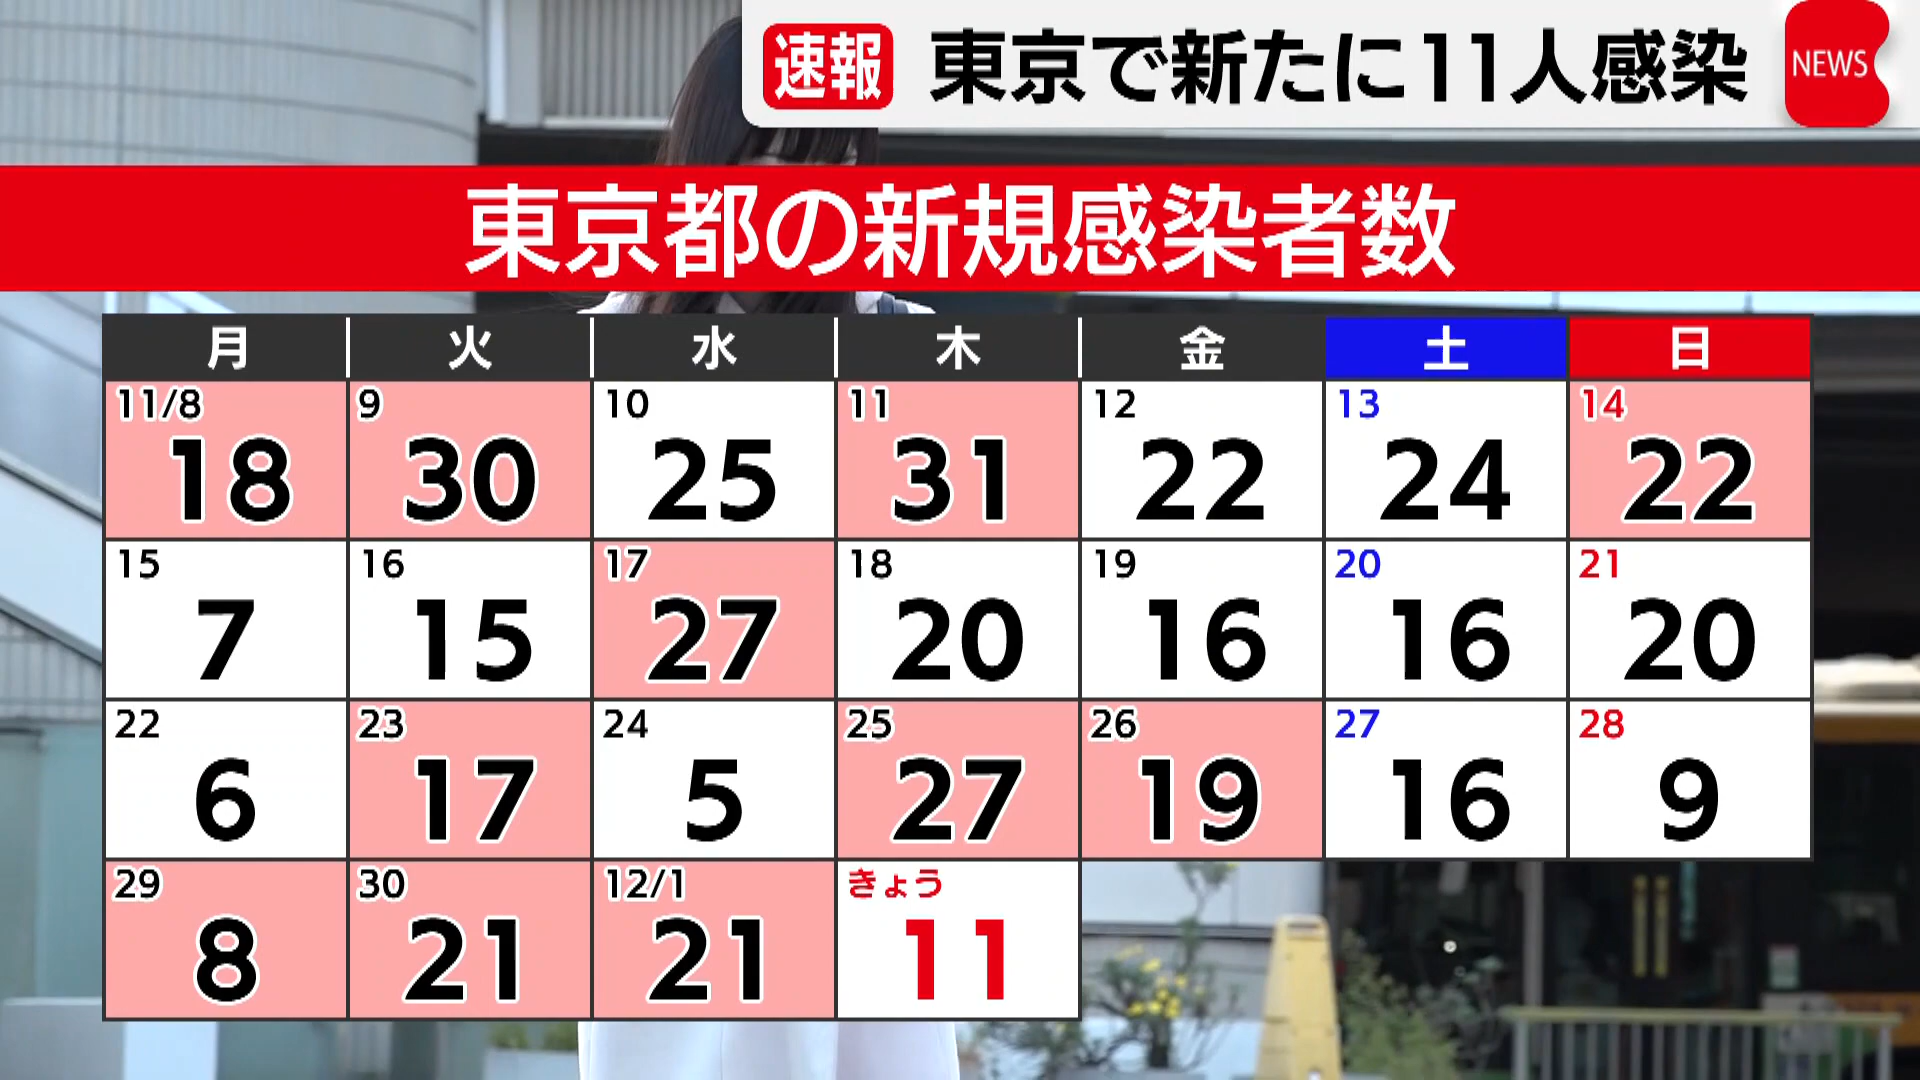 速報 東京で新たに11人感染 NEWS
東京都の新規感染者数
月 火 水 木 金 土 日
11/8 9 10 11 12 13 14
18 30 25 31 22 24 22
15 16 17 18 19 20 21
7 15 27 20 16 16 20
22 23 24 25 26 27 28
6 17 5 27 19 16 9
29 30 12/1 きょう
8 21 21 11